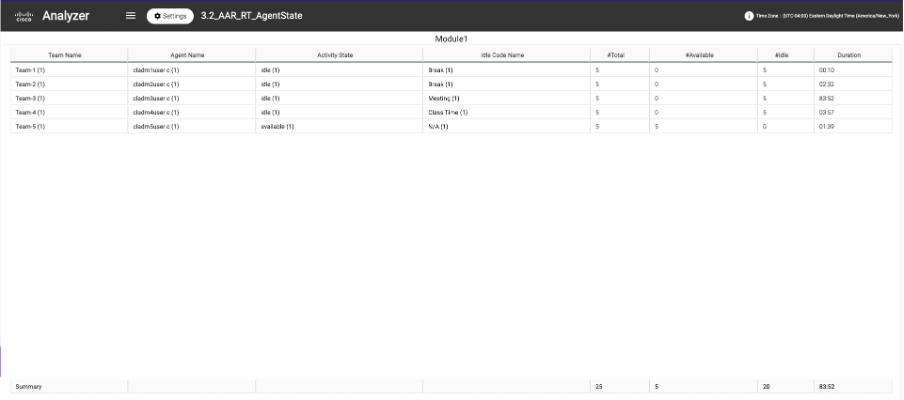 cisco Analyzer Settings 3.2_AAR_RT_AgentState Time Zone : (UTC-04:00) Eastern Daylight Time (America/New_York)
Module1
Team Name Agent Name Activity State Idle Code Name #Total #Available #Idle Duration
Team-1 (1) cladm1user c (1) idle (1) Break (1) 5 0 5 00:10
Team-2 (1) cladm2user c (1) idle (1) Break (1) 5 0 5 02:32
Team-3 (1) cladm3user c (1) idle (1) Meeting (1) 5 0 5 83:52
Team-4 (1) cladm4user c (1) idle (1) Class Time (1) 5 0 5 03:57
Team-5 (1) cladm5user c (1) available (1) N/A (1) 5 5 0 01:39
Summary 25 5 20 83:52